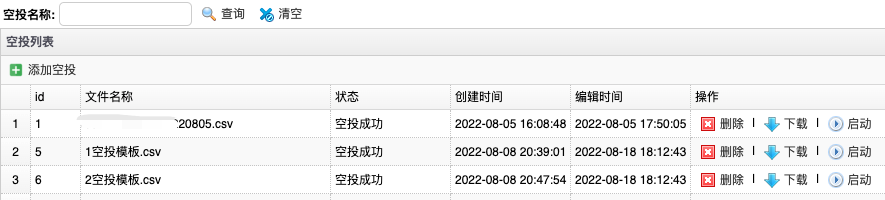 空投名称: 查询 清空
空投列表
添加空投
id 文件名称 状态 创建时间 编辑时间 操作
1 1 20805.csv 空投成功 2022-08-05 16:08:48 2022-08-05 17:50:05 删除 | 下载 | 启动
2 5 1空投模板.csv 空投成功 2022-08-08 20:39:01 2022-08-18 18:12:43 删除 | 下载 | 启动
3 6 2空投模板.csv 空投成功 2022-08-08 20:47:54 2022-08-18 18:12:43 删除 | 下载 | 启动